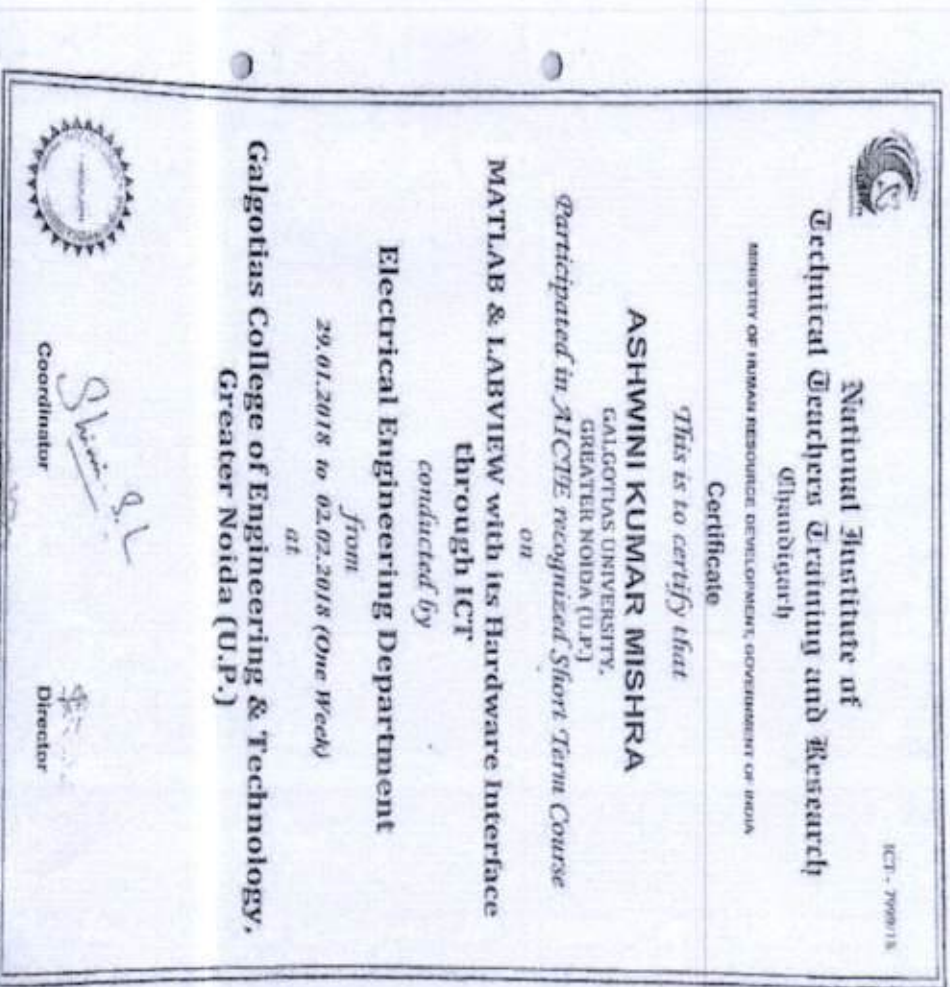 National Institute of
Technical Teachers Training and Research
Chandigarh
MINISTRY OF HUMAN RESOURCE DEVELOPMENT, GOVERNMENT OF INDIA
Certificate
This is to certify that
ASHWINI KUMAR MISHRA
GALGOTIAS UNIVERSITY,
GREATER NOIDA (U.P.)
Participated in AICTE recognized Short Term Course
on
MATLAB & LABVIEW with its Hardware Interface
through ICT
conducted by
Electrical Engineering Department
from
29.01.2018 to 02.02.2018 (One Week)
at
Galgotias College of Engineering & Technology,
Greater Noida (U.P.)
Coordinator
Director